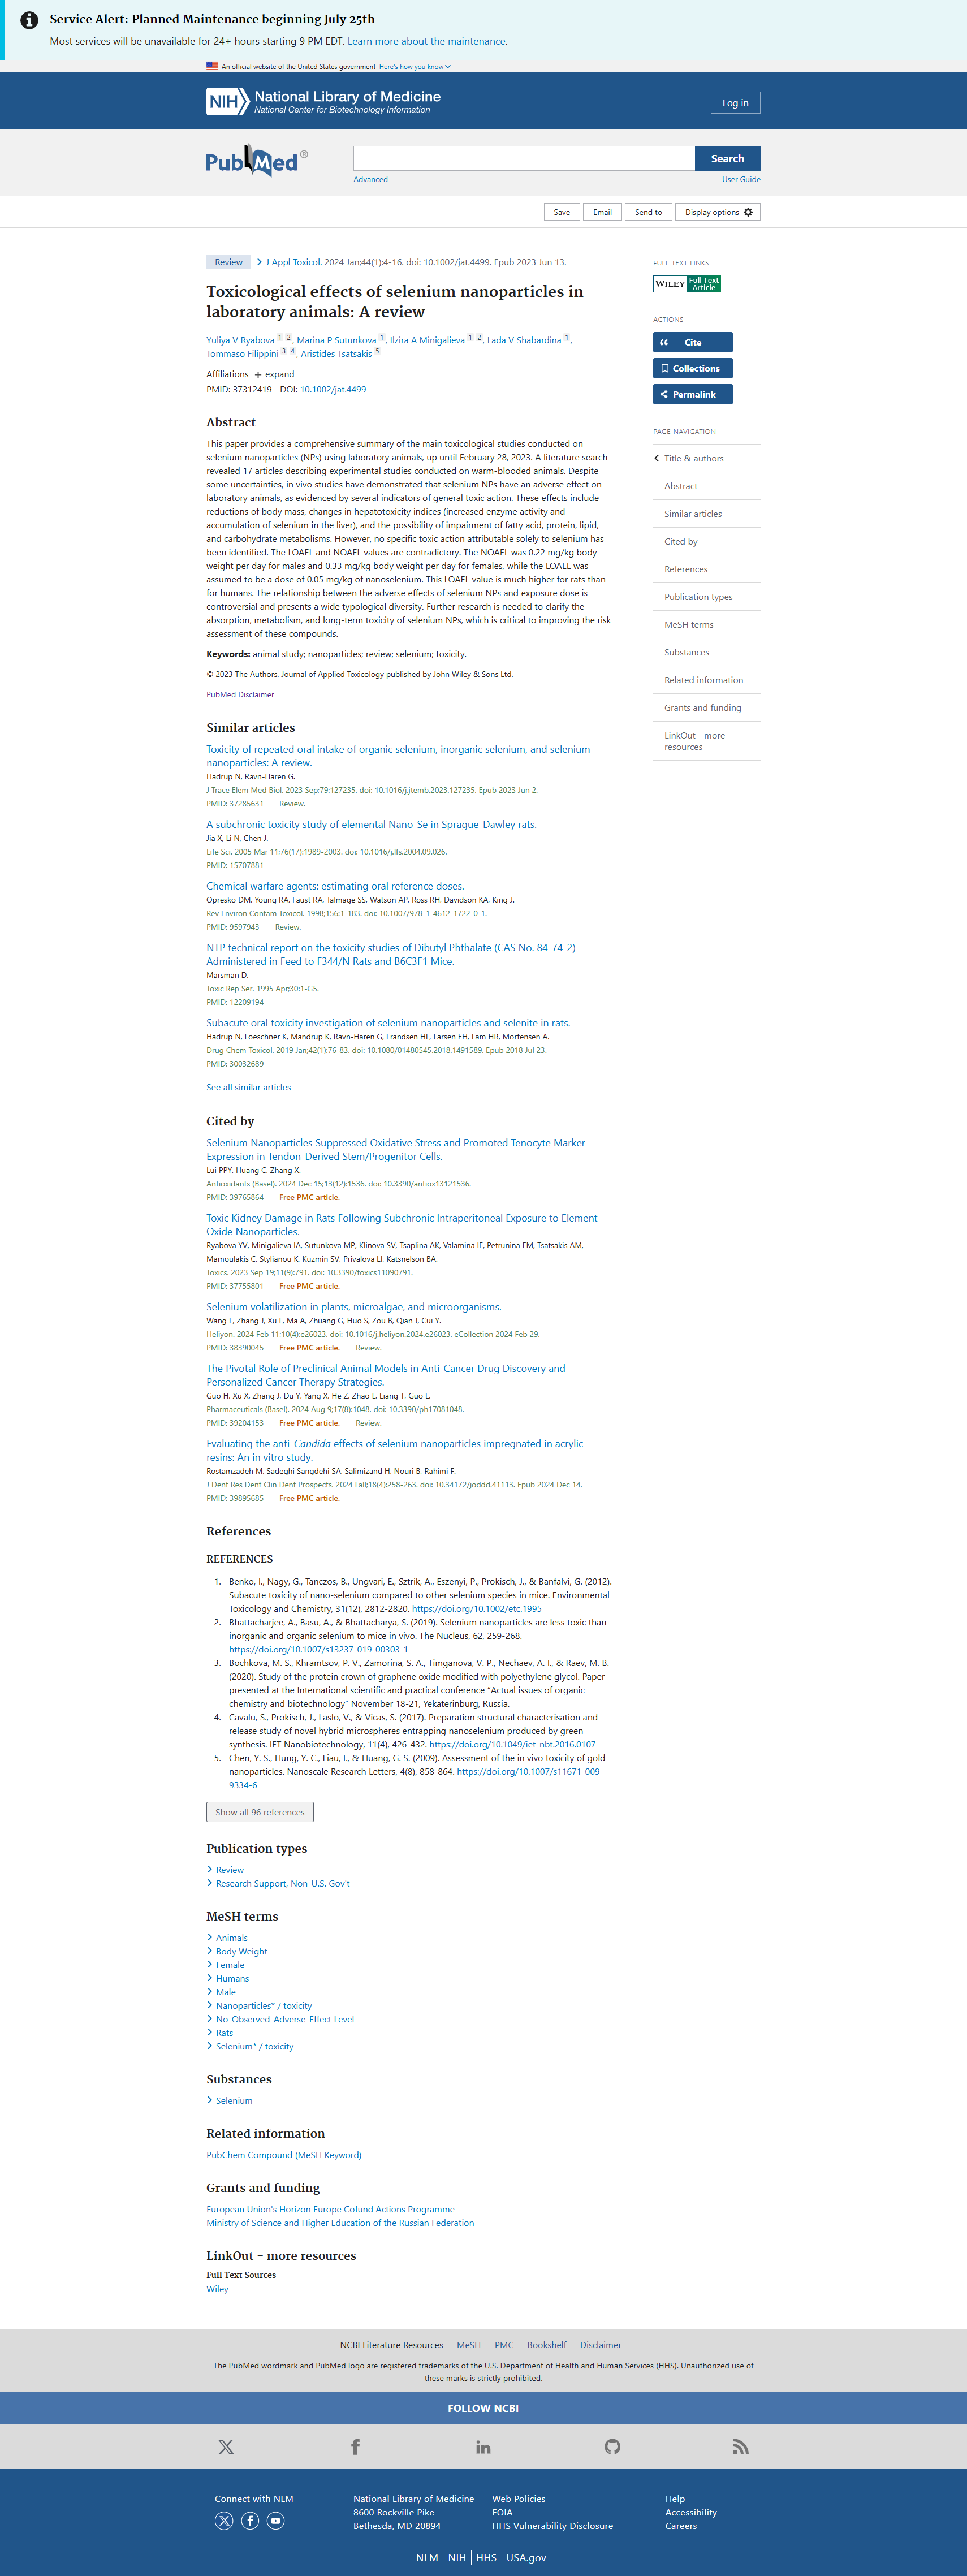 Service Alert: Planned Maintenance beginning July 25th
Most services will be unavailable for 24+ hours starting 9 PM EDT. Learn more about the maintenance.
An official website of the United States government Here's how you know
NIH National Library of Medicine
National Center for Biotechnology Information
Log in
PubMed®
Search
Advanced
User Guide
Save
Email
Send to
Display options
Review
J Appl Toxicol. 2024 Jan;44(1):4-16. doi: 10.1002/jat.4499. Epub 2023 Jun 13.
Toxicological effects of selenium nanoparticles in
laboratory animals: A review
Yuliya V Ryabova 1 2, Marina P Sutunkova 1, Ilzira A Minigalieva 1 2, Lada V Shabardina 1,
Tommaso Filippini 3 4, Aristides Tsatsakis 5
Affiliations + expand
PMID: 37312419 DOI: 10.1002/jat.4499
Abstract
This paper provides a comprehensive summary of the main toxicological studies conducted on
selenium nanoparticles (NPs) using laboratory animals, up until February 28, 2023. A literature search
revealed 17 articles describing experimental studies conducted on warm-blooded animals. Despite
some uncertainties, in vivo studies have demonstrated that selenium NPs have an adverse effect on
laboratory animals, as evidenced by several indicators of general toxic action. These effects include
reductions of body mass, changes in hepatotoxicity indices (increased enzyme activity and
accumulation of selenium in the liver), and the possibility of impairment of fatty acid, protein, lipid,
and carbohydrate metabolisms. However, no specific toxic action attributable solely to selenium has
been identified. The LOAEL and NOAEL values are contradictory. The NOAEL was 0.22 mg/kg body
weight per day for males and 0.33 mg/kg body weight per day for females, while the LOAEL was
assumed to be a dose of 0.05 mg/kg of nanoselenium. This LOAEL value is much higher for rats than
for humans. The relationship between the adverse effects of selenium NPs and exposure dose is
controversial and presents a wide typological diversity. Further research is needed to clarify the
absorption, metabolism, and long-term toxicity of selenium NPs, which is critical to improving the risk
assessment of these compounds.
Keywords: animal study; nanoparticles; review; selenium; toxicity.
© 2023 The Authors. Journal of Applied Toxicology published by John Wiley & Sons Ltd.
PubMed Disclaimer
FULL TEXT LINKS
WILEY Full Text
Article
ACTIONS
Cite
Collections
Permalink
PAGE NAVIGATION
Title & authors
Abstract
Similar articles
Cited by
References
Publication types
MeSH terms
Substances
Related information
Grants and funding
LinkOut - more
resources
Similar articles
Toxicity of repeated oral intake of organic selenium, inorganic selenium, and selenium
nanoparticles: A review.
Hadrup N, Ravn-Haren G.
J Trace Elem Med Biol. 2023 Sep;79:127235. doi: 10.1016/j.jtemb.2023.127235. Epub 2023 Jun 2.
PMID: 37285631 Review.
A subchronic toxicity study of elemental Nano-Se in Sprague-Dawley rats.
Jia X, Li N, Chen J.
Life Sci. 2005 Mar 11;76(17):1989-2003. doi: 10.1016/j.lfs.2004.09.026.
PMID: 15707881
Chemical warfare agents: estimating oral reference doses.
Opresko DM, Young RA, Faust RA, Talmage SS, Watson AP, Ross RH, Davidson KA, King J.
Rev Environ Contam Toxicol. 1998;156:1-183. doi: 10.1007/978-1-4612-1722-0_1.
PMID: 9597943 Review.
NTP technical report on the toxicity studies of Dibutyl Phthalate (CAS No. 84-74-2)
Administered in Feed to F344/N Rats and B6C3F1 Mice.
Marsman D.
Toxic Rep Ser. 1995 Apr;30:1-G5.
PMID: 12209194
Subacute oral toxicity investigation of selenium nanoparticles and selenite in rats.
Hadrup N, Loeschner K, Mandrup K, Ravn-Haren G, Frandsen HL, Larsen EH, Lam HR, Mortensen A.
Drug Chem Toxicol. 2019 Jan;42(1):76-83. doi: 10.1080/01480545.2018.1491589. Epub 2018 Jul 23.
PMID: 30032689
See all similar articles
Cited by
Selenium Nanoparticles Suppressed Oxidative Stress and Promoted Tenocyte Marker
Expression in Tendon-Derived Stem/Progenitor Cells.
Lui PPY, Huang C, Zhang X.
Antioxidants (Basel). 2024 Dec 15;13(12):1536. doi: 10.3390/antiox13121536.
PMID: 39765864 Free PMC article.
Toxic Kidney Damage in Rats Following Subchronic Intraperitoneal Exposure to Element
Oxide Nanoparticles.
Ryabova YV, Minigalieva IA, Sutunkova MP, Klinova SV, Tsaplina AK, Valamina IE, Petrunina EM, Tsatsakis AM,
Mamoulakis C, Stylianou K, Kuzmin SV, Privalova LI, Katsnelson BA.
Toxics. 2023 Sep 19;11(9):791. doi: 10.3390/toxics11090791.
PMID: 37755801 Free PMC article.
Selenium volatilization in plants, microalgae, and microorganisms.
Wang F, Zhang J, Xu L, Ma A, Zhuang G, Huo S, Zou B, Qian J, Cui Y.
Heliyon. 2024 Feb 11;10(4):e26023. doi: 10.1016/j.heliyon.2024.e26023. eCollection 2024 Feb 29.
PMID: 38390045 Free PMC article. Review.
The Pivotal Role of Preclinical Animal Models in Anti-Cancer Drug Discovery and
Personalized Cancer Therapy Strategies.
Guo H, Xu X, Zhang J, Du Y, Yang X, He Z, Zhao L, Liang T, Guo L.
Pharmaceuticals (Basel). 2024 Aug 9;17(8):1048. doi: 10.3390/ph17081048.
PMID: 39204153 Free PMC article. Review.
Evaluating the anti-Candida effects of selenium nanoparticles impregnated in acrylic
resins: An in vitro study.
Rostamzadeh M, Sadeghi Sangdehi SA, Salimizand H, Nouri B, Rahimi F.
J Dent Res Dent Clin Dent Prospects. 2024 Fall;18(4):258-263. doi: 10.34172/joddd.41113. Epub 2024 Dec 14.
PMID: 39895685 Free PMC article.
References
REFERENCES
1. Benko, I., Nagy, G., Tanczos, B., Ungvari, E., Sztrik, A., Eszenyi, P., Prokisch, J., & Banfalvi, G. (2012).
Subacute toxicity of nano-selenium compared to other selenium species in mice. Environmental
Toxicology and Chemistry, 31(12), 2812-2820. https://doi.org/10.1002/etc.1995
2. Bhattacharjee, A., Basu, A., & Bhattacharya, S. (2019). Selenium nanoparticles are less toxic than
inorganic and organic selenium to mice in vivo. The Nucleus, 62, 259-268.
https://doi.org/10.1007/s13237-019-00303-1
3. Bochkova, M. S., Khramtsov, P. V., Zamorina, S. A., Timganova, V. P., Nechaev, A. I., & Raev, M. B.
(2020). Study of the protein crown of graphene oxide modified with polyethylene glycol. Paper
presented at the International scientific and practical conference “Actual issues of organic
chemistry and biotechnology” November 18-21, Yekaterinburg, Russia.
4. Cavalu, S., Prokisch, J., Laslo, V., & Vicas, S. (2017). Preparation structural characterisation and
release study of novel hybrid microspheres entrapping nanoselenium produced by green
synthesis. IET Nanobiotechnology, 11(4), 426-432. https://doi.org/10.1049/iet-nbt.2016.0107
5. Chen, Y. S., Hung, Y. C., Liau, I., & Huang, G. S. (2009). Assessment of the in vivo toxicity of gold
nanoparticles. Nanoscale Research Letters, 4(8), 858-864. https://doi.org/10.1007/s11671-009-
9334-6
Show all 96 references
Publication types
Review
Research Support, Non-U.S. Gov't
MeSH terms
Animals
Body Weight
Female
Humans
Male
Nanoparticles* / toxicity
No-Observed-Adverse-Effect Level
Rats
Selenium* / toxicity
Substances
Selenium
Related information
PubChem Compound (MeSH Keyword)
Grants and funding
European Union's Horizon Europe Cofund Actions Programme
Ministry of Science and Higher Education of the Russian Federation
LinkOut - more resources
Full Text Sources
Wiley
NCBI Literature Resources MeSH PMC Bookshelf Disclaimer
The PubMed wordmark and PubMed logo are registered trademarks of the U.S. Department of Health and Human Services (HHS). Unauthorized use of
these marks is strictly prohibited.
FOLLOW NCBI
Connect with NLM
National Library of Medicine
8600 Rockville Pike
Bethesda, MD 20894
Web Policies
FOIA
HHS Vulnerability Disclosure
Help
Accessibility
Careers
NLM NIH HHS USA.gov